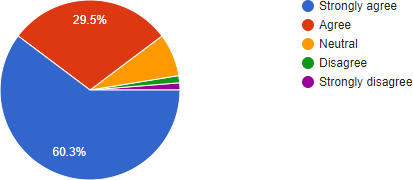 29.5%
60.3%
Strongly agree
Agree
Neutral
Disagree
Strongly disagree